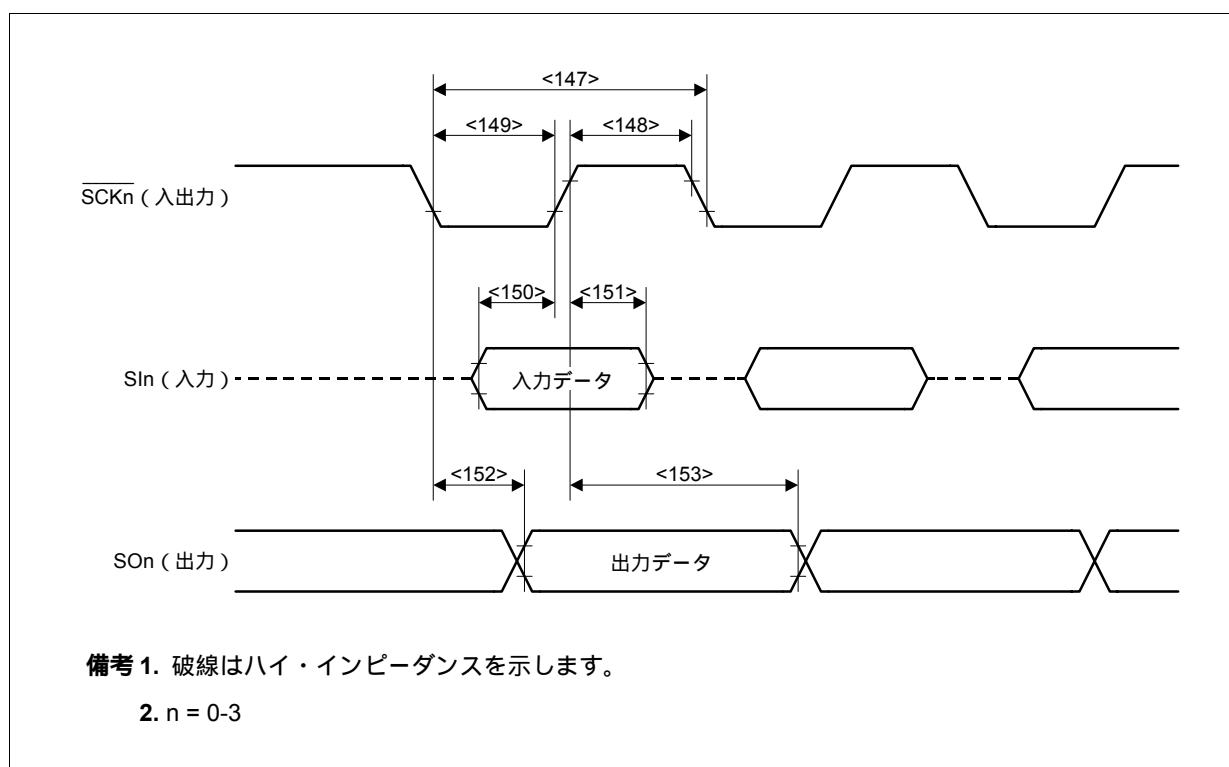 <147>
<149> <148>
SCKn（入出力）
<150> <151>
SIn（入力） 入力データ
<152> <153>
SOn（出力） 出力データ
備考 1. 破線はハイ・インピーダンスを示します。
2. n = 0-3